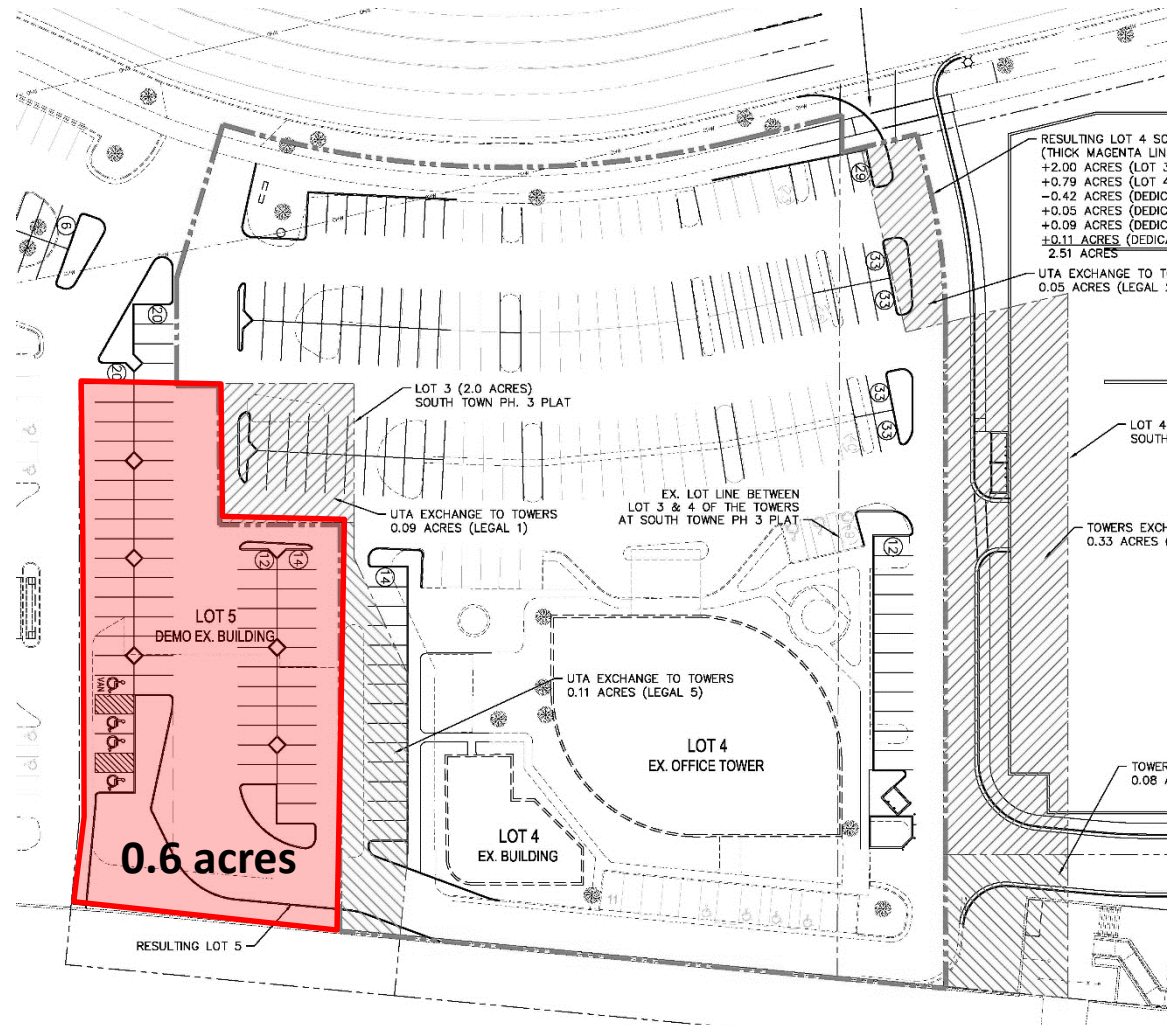 RESULTING LOT 4 SO
(THICK MAGENTA LIN
+2.00 ACRES (LOT 3
+0.79 ACRES (LOT 4
-0.42 ACRES (DEDIC
+0.05 ACRES (DEDIC
+0.09 ACRES (DEDIC
+0.11 ACRES (DEDICA
2.51 ACRES
UTA EXCHANGE TO TO
0.05 ACRES (LEGAL
29
6
33
33
20
20
LOT 3 (2.0 ACRES)
SOUTH TOWN PH. 3 PLAT
33
33
LOT 4
SOUTH
EX. LOT LINE BETWEEN
LOT 3 & 4 OF THE TOWERS
AT SOUTH TOWNE PH 3 PLAT
UTA EXCHANGE TO TOWERS
0.09 ACRES (LEGAL 1)
TOWERS EXCH
0.33 ACRES (
12
14
12
14
LOT 5
DEMO EX. BUILDING
VAN
UTA EXCHANGE TO TOWERS
0.11 ACRES (LEGAL 5)
LOT 4
EX. OFFICE TOWER
TOWER
0.08 A
LOT 4
EX. BUILDING
0.6 acres
11
RESULTING LOT 5